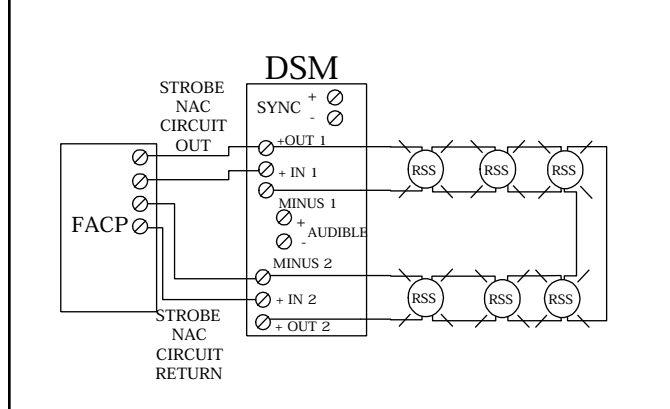 DSM
STROBE
NAC
CIRCUIT
OUT
SYNC + 
-
+OUT 1
+ IN 1
MINUS 1
+
AUDIBLE
-
MINUS 2
+ IN 2
+ OUT 2
FACP
STROBE
NAC
CIRCUIT
RETURN
RSS RSS RSS
RSS RSS RSS